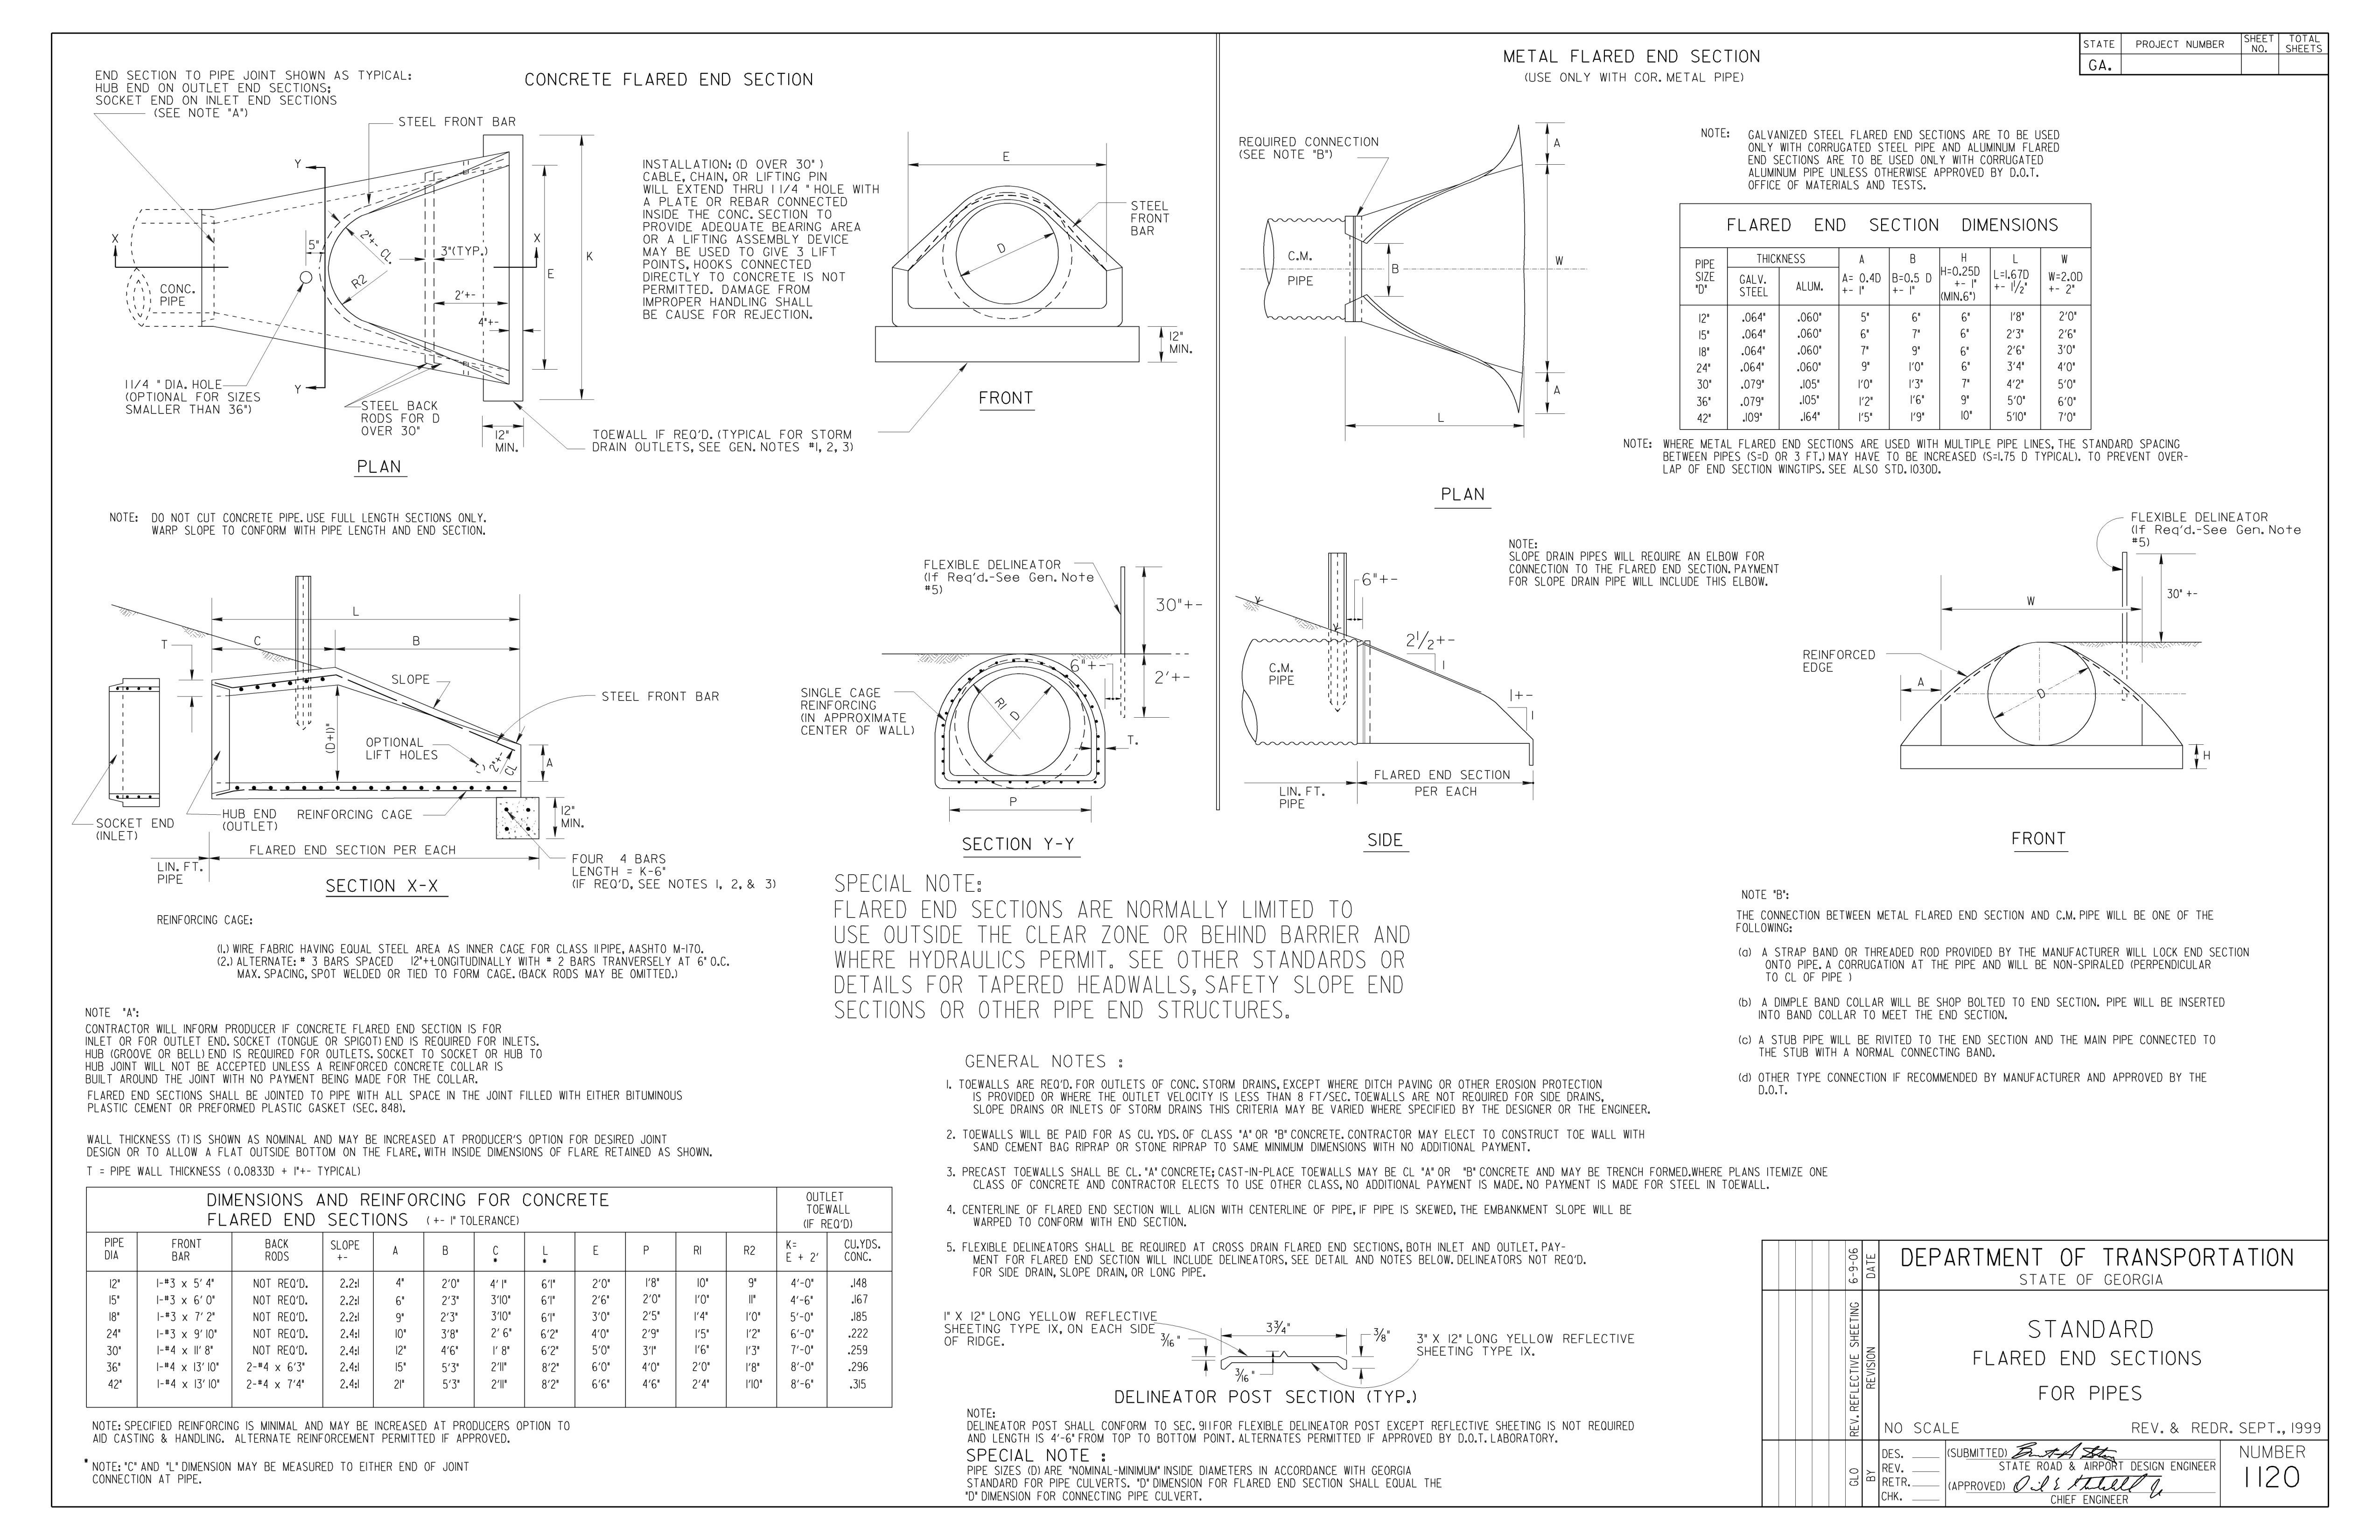 CONCRETE FLARED END SECTION
END SECTION TO PIPE JOINT SHOWN AS TYPICAL:
HUB END ON OUTLET END SECTIONS;
SOCKET END ON INLET END SECTIONS
(SEE NOTE "A")
STEEL FRONT BAR
Y
X
5"
2"+- CL.
R2
3"(TYP.)
X
E
K
CONC.
PIPE
2'+-
4"+-
Y
1 1/4 " DIA. HOLE
(OPTIONAL FOR SIZES
SMALLER THAN 36")
STEEL BACK
RODS FOR D
OVER 30"
12"
MIN.
TOEWALL IF REQ'D. (TYPICAL FOR STORM
DRAIN OUTLETS, SEE GEN. NOTES #1, 2, 3)
PLAN
INSTALLATION: (D OVER 30" )
CABLE, CHAIN, OR LIFTING PIN
WILL EXTEND THRU 1 1/4 " HOLE WITH
A PLATE OR REBAR CONNECTED
INSIDE THE CONC. SECTION TO
PROVIDE ADEQUATE BEARING AREA
OR A LIFTING ASSEMBLY DEVICE
MAY BE USED TO GIVE 3 LIFT
POINTS, HOOKS CONNECTED
DIRECTLY TO CONCRETE IS NOT
PERMITTED. DAMAGE FROM
IMPROPER HANDLING SHALL
BE CAUSE FOR REJECTION.
E
STEEL
FRONT
BAR
D
12"
MIN.
FRONT
NOTE: DO NOT CUT CONCRETE PIPE. USE FULL LENGTH SECTIONS ONLY.
WARP SLOPE TO CONFORM WITH PIPE LENGTH AND END SECTION.
L
T
C
B
SLOPE
STEEL FRONT BAR
(D+1)"
OPTIONAL
LIFT HOLES
2"+-
CL
A
SOCKET END
(INLET)
HUB END
(OUTLET)
REINFORCING CAGE
12"
MIN.
FLARED END SECTION PER EACH
LIN. FT.
PIPE
FOUR 4 BARS
LENGTH = K-6"
(IF REQ'D, SEE NOTES 1, 2, & 3)
SECTION X-X
FLEXIBLE DELINEATOR
(If Req'd.-See Gen. Note
#5)
30"+-
6"+-
2'+-
SINGLE CAGE
REINFORCING
(IN APPROXIMATE
CENTER OF WALL)
R1
D
T.
P
SECTION Y-Y
REINFORCING CAGE:
(1.) WIRE FABRIC HAVING EQUAL STEEL AREA AS INNER CAGE FOR CLASS II PIPE, AASHTO M-170.
(2.) ALTERNATE: # 3 BARS SPACED 12"+-LONGITUDINALLY WITH # 2 BARS TRANVERSELY AT 6" O.C.
MAX. SPACING, SPOT WELDED OR TIED TO FORM CAGE. (BACK RODS MAY BE OMITTED.)
NOTE "A":
CONTRACTOR WILL INFORM PRODUCER IF CONCRETE FLARED END SECTION IS FOR
INLET OR FOR OUTLET END. SOCKET (TONGUE OR SPIGOT) END IS REQUIRED FOR INLETS.
HUB (GROOVE OR BELL) END IS REQUIRED FOR OUTLETS. SOCKET TO SOCKET OR HUB TO
HUB JOINT WILL NOT BE ACCEPTED UNLESS A REINFORCED CONCRETE COLLAR IS
BUILT AROUND THE JOINT WITH NO PAYMENT BEING MADE FOR THE COLLAR.
FLARED END SECTIONS SHALL BE JOINTED TO PIPE WITH ALL SPACE IN THE JOINT FILLED WITH EITHER BITUMINOUS
PLASTIC CEMENT OR PREFORMED PLASTIC GASKET (SEC. 848).
WALL THICKNESS (T) IS SHOWN AS NOMINAL AND MAY BE INCREASED AT PRODUCER'S OPTION FOR DESIRED JOINT
DESIGN OR TO ALLOW A FLAT OUTSIDE BOTTOM ON THE FLARE, WITH INSIDE DIMENSIONS OF FLARE RETAINED AS SHOWN.
T = PIPE WALL THICKNESS ( 0.0833D + 1"+- TYPICAL)
DIMENSIONS AND REINFORCING FOR CONCRETE
FLARED END SECTIONS ( +- 1" TOLERANCE)
OUTLET
TOEWALL
(IF REQ'D)
PIPE DIA FRONT BAR BACK RODS SLOPE +- A B C * L * E P R1 R2 K= E + 2' CU.YDS. CONC.
12" 1-#3 x 5' 4" NOT REQ'D. 2.2:1 4" 2'0" 4' 1" 6'1" 2'0" 1'8" 10" 9" 4'-0" .148
15" 1-#3 x 6' 0" NOT REQ'D. 2.2:1 6" 2'3" 3'10" 6'1" 2'6" 2'0" 1'0" 11" 4'-6" .167
18" 1-#3 x 7' 2" NOT REQ'D. 2.2:1 9" 2'3" 3'10" 6'1" 3'0" 2'5" 1'4" 1'0" 5'-0" .185
24" 1-#3 x 9' 10" NOT REQ'D. 2.4:1 10" 3'8" 2' 6" 6'2" 4'0" 2'9" 1'5" 1'2" 6'-0" .222
30" 1-#4 x 11' 8" NOT REQ'D. 2.4:1 12" 4'6" 1' 8" 6'2" 5'0" 3'1" 1'6" 1'3" 7'-0" .259
36" 1-#4 x 13' 10" 2-#4 x 6'3" 2.4:1 15" 5'3" 2'11" 8'2" 6'0" 4'0" 2'0" 1'8" 8'-0" .296
42" 1-#4 x 13' 10" 2-#4 x 7'4" 2.4:1 21" 5'3" 2'11" 8'2" 6'6" 4'6" 2'4" 1'10" 8'-6" .315
NOTE: SPECIFIED REINFORCING IS MINIMAL AND MAY BE INCREASED AT PRODUCERS OPTION TO
AID CASTING & HANDLING. ALTERNATE REINFORCEMENT PERMITTED IF APPROVED.
* NOTE: "C" AND "L" DIMENSION MAY BE MEASURED TO EITHER END OF JOINT
CONNECTION AT PIPE.
SPECIAL NOTE:
FLARED END SECTIONS ARE NORMALLY LIMITED TO
USE OUTSIDE THE CLEAR ZONE OR BEHIND BARRIER AND
WHERE HYDRAULICS PERMIT. SEE OTHER STANDARDS OR
DETAILS FOR TAPERED HEADWALLS, SAFETY SLOPE END
SECTIONS OR OTHER PIPE END STRUCTURES.
GENERAL NOTES :
1. TOEWALLS ARE REQ'D. FOR OUTLETS OF CONC. STORM DRAINS, EXCEPT WHERE DITCH PAVING OR OTHER EROSION PROTECTION
IS PROVIDED OR WHERE THE OUTLET VELOCITY IS LESS THAN 8 FT/SEC. TOEWALLS ARE NOT REQUIRED FOR SIDE DRAINS,
SLOPE DRAINS OR INLETS OF STORM DRAINS THIS CRITERIA MAY BE VARIED WHERE SPECIFIED BY THE DESIGNER OR THE ENGINEER.
2. TOEWALLS WILL BE PAID FOR AS CU. YDS. OF CLASS "A" OR "B" CONCRETE. CONTRACTOR MAY ELECT TO CONSTRUCT TOE WALL WITH
SAND CEMENT BAG RIPRAP OR STONE RIPRAP TO SAME MINIMUM DIMENSIONS WITH NO ADDITIONAL PAYMENT.
3. PRECAST TOEWALLS SHALL BE CL. "A" CONCRETE; CAST-IN-PLACE TOEWALLS MAY BE CL "A" OR "B" CONCRETE AND MAY BE TRENCH FORMED. WHERE PLANS ITEMIZE ONE
CLASS OF CONCRETE AND CONTRACTOR ELECTS TO USE OTHER CLASS, NO ADDITIONAL PAYMENT IS MADE. NO PAYMENT IS MADE FOR STEEL IN TOEWALL.
4. CENTERLINE OF FLARED END SECTION WILL ALIGN WITH CENTERLINE OF PIPE, IF PIPE IS SKEWED, THE EMBANKMENT SLOPE WILL BE
WARPED TO CONFORM WITH END SECTION.
5. FLEXIBLE DELINEATORS SHALL BE REQUIRED AT CROSS DRAIN FLARED END SECTIONS, BOTH INLET AND OUTLET. PAY-
MENT FOR FLARED END SECTION WILL INCLUDE DELINEATORS, SEE DETAIL AND NOTES BELOW. DELINEATORS NOT REQ'D.
FOR SIDE DRAIN, SLOPE DRAIN, OR LONG PIPE.
1" X 12" LONG YELLOW REFLECTIVE
SHEETING TYPE IX, ON EACH SIDE
OF RIDGE.
3/16 "
3 3/4"
3/8"
3/16 "
3" X 12" LONG YELLOW REFLECTIVE
SHEETING TYPE IX.
DELINEATOR POST SECTION (TYP.)
NOTE:
DELINEATOR POST SHALL CONFORM TO SEC. 911 FOR FLEXIBLE DELINEATOR POST EXCEPT REFLECTIVE SHEETING IS NOT REQUIRED
AND LENGTH IS 4'-6" FROM TOP TO BOTTOM POINT. ALTERNATES PERMITTED IF APPROVED BY D.O.T. LABORATORY.
SPECIAL NOTE :
PIPE SIZES (D) ARE "NOMINAL-MINIMUM" INSIDE DIAMETERS IN ACCORDANCE WITH GEORGIA
STANDARD FOR PIPE CULVERTS. "D" DIMENSION FOR FLARED END SECTION SHALL EQUAL THE
"D" DIMENSION FOR CONNECTING PIPE CULVERT.
METAL FLARED END SECTION
(USE ONLY WITH COR. METAL PIPE)
STATE PROJECT NUMBER SHEET NO. TOTAL SHEETS
GA.
REQUIRED CONNECTION
(SEE NOTE "B")
C.M.
PIPE
B
A
W
A
L
PLAN
NOTE: GALVANIZED STEEL FLARED END SECTIONS ARE TO BE USED
ONLY WITH CORRUGATED STEEL PIPE AND ALUMINUM FLARED
END SECTIONS ARE TO BE USED ONLY WITH CORRUGATED
ALUMINUM PIPE UNLESS OTHERWISE APPROVED BY D.O.T.
OFFICE OF MATERIALS AND TESTS.
FLARED END SECTION DIMENSIONS
PIPE SIZE "D" THICKNESS GALV. STEEL ALUM. A A= 0.4D +- 1" B B=0.5 D +- 1" H H=0.25D +- 1" (MIN.6") L L=1.67D +- 1 1/2" W W=2.0D +- 2"
12" .064" .060" 5" 6" 6" 1'8" 2'0"
15" .064" .060" 6" 7" 6" 2'3" 2'6"
18" .064" .060" 7" 9" 6" 2'6" 3'0"
24" .064" .060" 9" 1'0" 6" 3'4" 4'0"
30" .079" .105" 1'0" 1'3" 7" 4'2" 5'0"
36" .079" .105" 1'2" 1'6" 9" 5'0" 6'0"
42" .109" .164" 1'5" 1'9" 10" 5'10" 7'0"
NOTE: WHERE METAL FLARED END SECTIONS ARE USED WITH MULTIPLE PIPE LINES, THE STANDARD SPACING
BETWEEN PIPES (S=D OR 3 FT.) MAY HAVE TO BE INCREASED (S=1.75 D TYPICAL). TO PREVENT OVER-
LAP OF END SECTION WINGTIPS. SEE ALSO STD. 1030D.
NOTE:
SLOPE DRAIN PIPES WILL REQUIRE AN ELBOW FOR
CONNECTION TO THE FLARED END SECTION. PAYMENT
FOR SLOPE DRAIN PIPE WILL INCLUDE THIS ELBOW.
6"+-
2 1/2+-
1
C.M.
PIPE
1+-
1
FLARED END SECTION
PER EACH
LIN. FT.
PIPE
SIDE
FLEXIBLE DELINEATOR
(If Req'd.-See Gen. Note
#5)
30" +-
W
REINFORCED
EDGE
A
D
H
FRONT
NOTE "B":
THE CONNECTION BETWEEN METAL FLARED END SECTION AND C.M. PIPE WILL BE ONE OF THE
FOLLOWING:
(a) A STRAP BAND OR THREADED ROD PROVIDED BY THE MANUFACTURER WILL LOCK END SECTION
ONTO PIPE. A CORRUGATION AT THE PIPE AND WILL BE NON-SPIRALED (PERPENDICULAR
TO CL OF PIPE )
(b) A DIMPLE BAND COLLAR WILL BE SHOP BOLTED TO END SECTION. PIPE WILL BE INSERTED
INTO BAND COLLAR TO MEET THE END SECTION.
(c) A STUB PIPE WILL BE RIVITED TO THE END SECTION AND THE MAIN PIPE CONNECTED TO
THE STUB WITH A NORMAL CONNECTING BAND.
(d) OTHER TYPE CONNECTION IF RECOMMENDED BY MANUFACTURER AND APPROVED BY THE
D.O.T.
6-9-06
DATE
REV. REFLECTIVE SHEETING
REVISION
GLO
BY
DEPARTMENT OF TRANSPORTATION
STATE OF GEORGIA
STANDARD
FLARED END SECTIONS
FOR PIPES
NO SCALE REV. & REDR. SEPT., 1999
DES.
REV.
RETR.
CHK.
(SUBMITTED)
STATE ROAD & AIRPORT DESIGN ENGINEER
(APPROVED)
CHIEF ENGINEER
NUMBER
1120